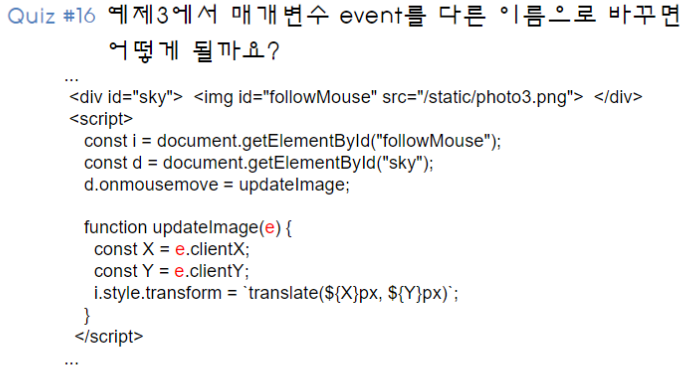 Quiz #16 예제3에서 매개변수 event를 다른 이름으로 바꾸면
어떻게 될까요?
...
<div id="sky"> <img id="followMouse" src="/static/photo3.png"> </div>
<script>
const i = document.getElementById("followMouse");
const d = document.getElementById("sky");
d.onmousemove = updateImage;
function updateImage(e) {
const X = e.clientX;
const Y = e.clientY;
i.style.transform = `translate(${X}px, ${Y}px)`;
}
</script>
...